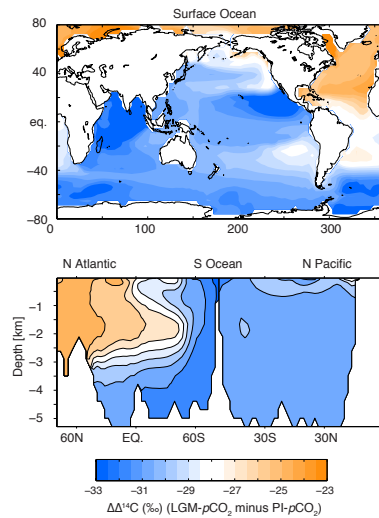 Surface Ocean
80
40
eq.
−40
−80
0
100
200
300
N Atlantic
S Ocean
N Pacific
Depth [km]
-1
-2
-3
-4
-5
60N
EQ.
60S
30S
30N
−33
−31
−29
−27
−25
−23
ΔΔ¹⁴C (‰) (LGM-pCO₂ minus PI-pCO₂)